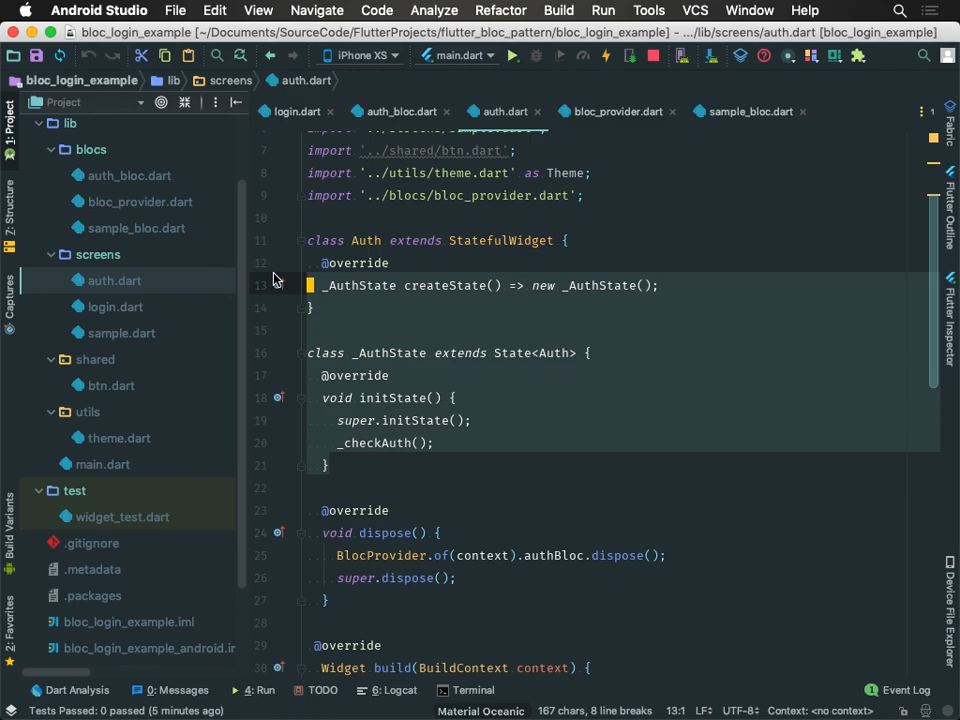 Android Studio File Edit View Navigate Code Analyze Refactor Build Run Tools VCS Window Help
bloc_login_example [~/Documents/SourceCode/FlutterProjects/flutter_bloc_pattern/bloc_login_example] - .../lib/screens/auth.dart [bloc_login_example]
iPhone XS main.dart
bloc_login_example lib screens auth.dart
Project
login.dart auth_bloc.dart auth.dart bloc_provider.dart sample_bloc.dart 1
1: Project
Z: Structure
Captures
Build Variants
2: Favorites
lib
blocs
auth_bloc.dart
bloc_provider.dart
sample_bloc.dart
screens
auth.dart
login.dart
sample.dart
shared
btn.dart
utils
theme.dart
main.dart
test
widget_test.dart
.gitignore
.metadata
.packages
bloc_login_example.iml
bloc_login_example_android.ir
7 import '../shared/btn.dart';
8 import '../utils/theme.dart' as Theme;
9 import '../blocs/bloc_provider.dart';
10
11 class Auth extends StatefulWidget {
12 @override
13 _AuthState createState() => new _AuthState();
14 }
15
16 class _AuthState extends State<Auth> {
17 @override
18 void initState() {
19 super.initState();
20 _checkAuth();
21 }
22
23 @override
24 void dispose() {
25 BlocProvider.of(context).authBloc.dispose();
26 super.dispose();
27 }
28
29 @override
30 Widget build(BuildContext context) {
Fabric
Flutter Outline
Flutter Inspector
Device File Explorer
Dart Analysis 0: Messages 4: Run TODO 6: Logcat Terminal Event Log
Tests Passed: 0 passed (5 minutes ago) Material Oceanic 167 chars, 8 line breaks 13:1 LF UTF-8 Context: <no context>